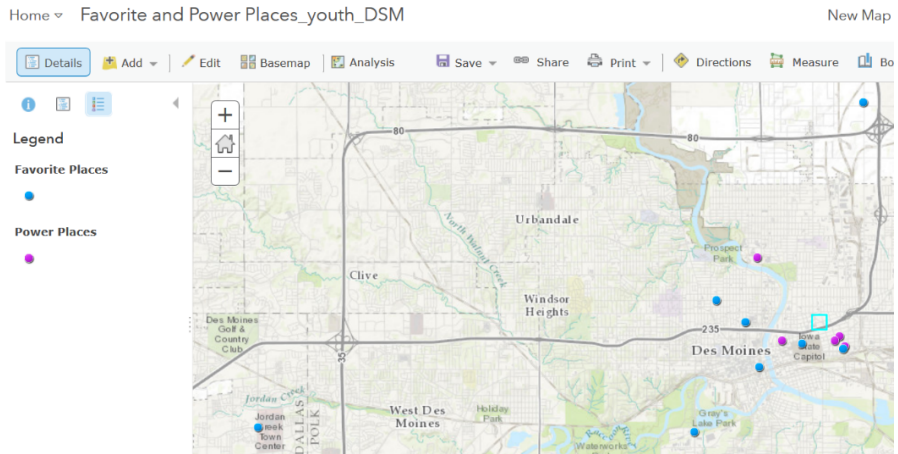 Home Favorite and Power Places_youth_DSM New Map
Details Add Edit Basemap Analysis Save Share Print Directions Measure Bo
Legend
Favorite Places
Power Places
80
80
North Walnut Creek
Urbandale
Prospect
Park
Clive
Windsor
Heights
Des Moines
Golf &
Country
Club
235
35
Iowa
State
Capitol
Des Moines
Jordan Creek
Jordan
Creek
Town
Center
DALLAS
POLK
West Des
Moines
Holiday
Park
Gray's
Lake Park
Raccoon River
Waterworks